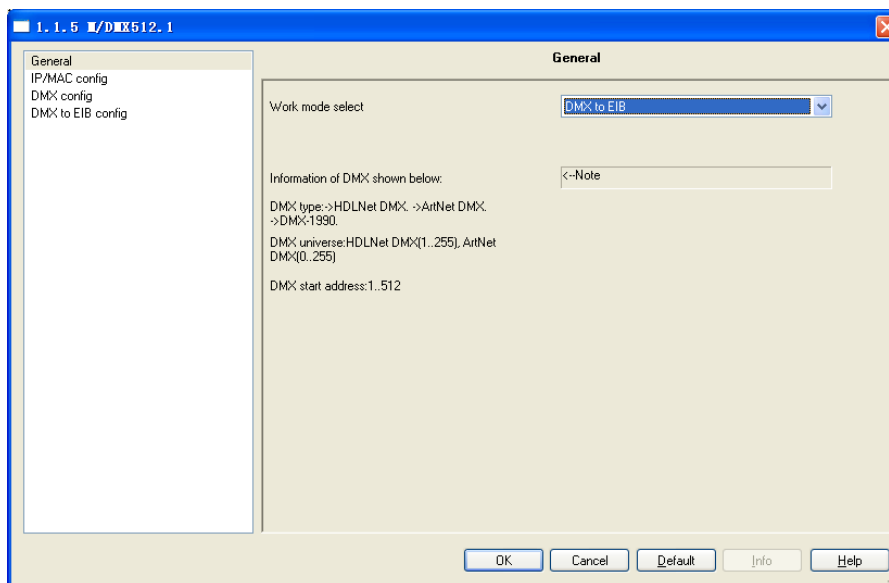 1.1.5 M/DMX512.1
General
IP/MAC config
DMX config
DMX to EIB config
General
Work mode select
DMX to EIB
Information of DMX shown below:
<--Note
DMX type:->HDLNet DMX. ->ArtNet DMX.
->DMX-1990.
DMX universe:HDLNet DMX(1..255), ArtNet
DMX(0..255)
DMX start address:1..512
OK
Cancel
Default
Info
Help